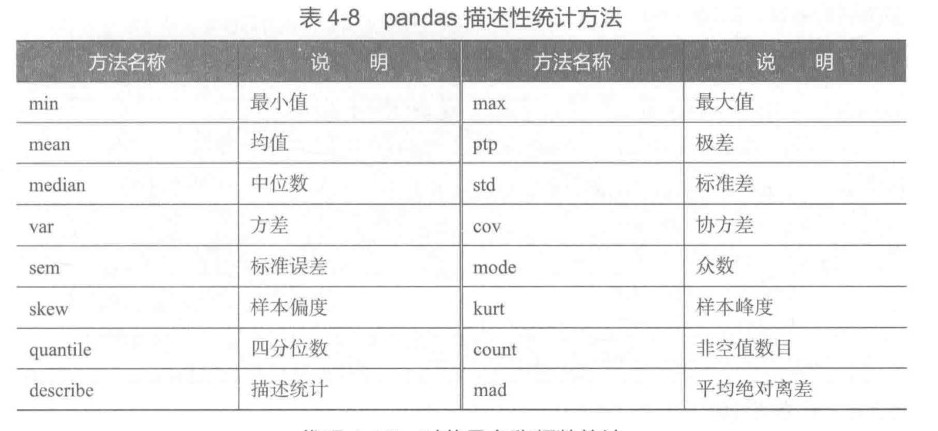 表 4-8 pandas 描述性统计方法
方法名称 说 明 方法名称 说 明
min 最小值 max 最大值
mean 均值 ptp 极差
median 中位数 std 标准差
var 方差 cov 协方差
sem 标准误差 mode 众数
skew 样本偏度 kurt 样本峰度
quantile 四分位数 count 非空值数目
describe 描述统计 mad 平均绝对离差